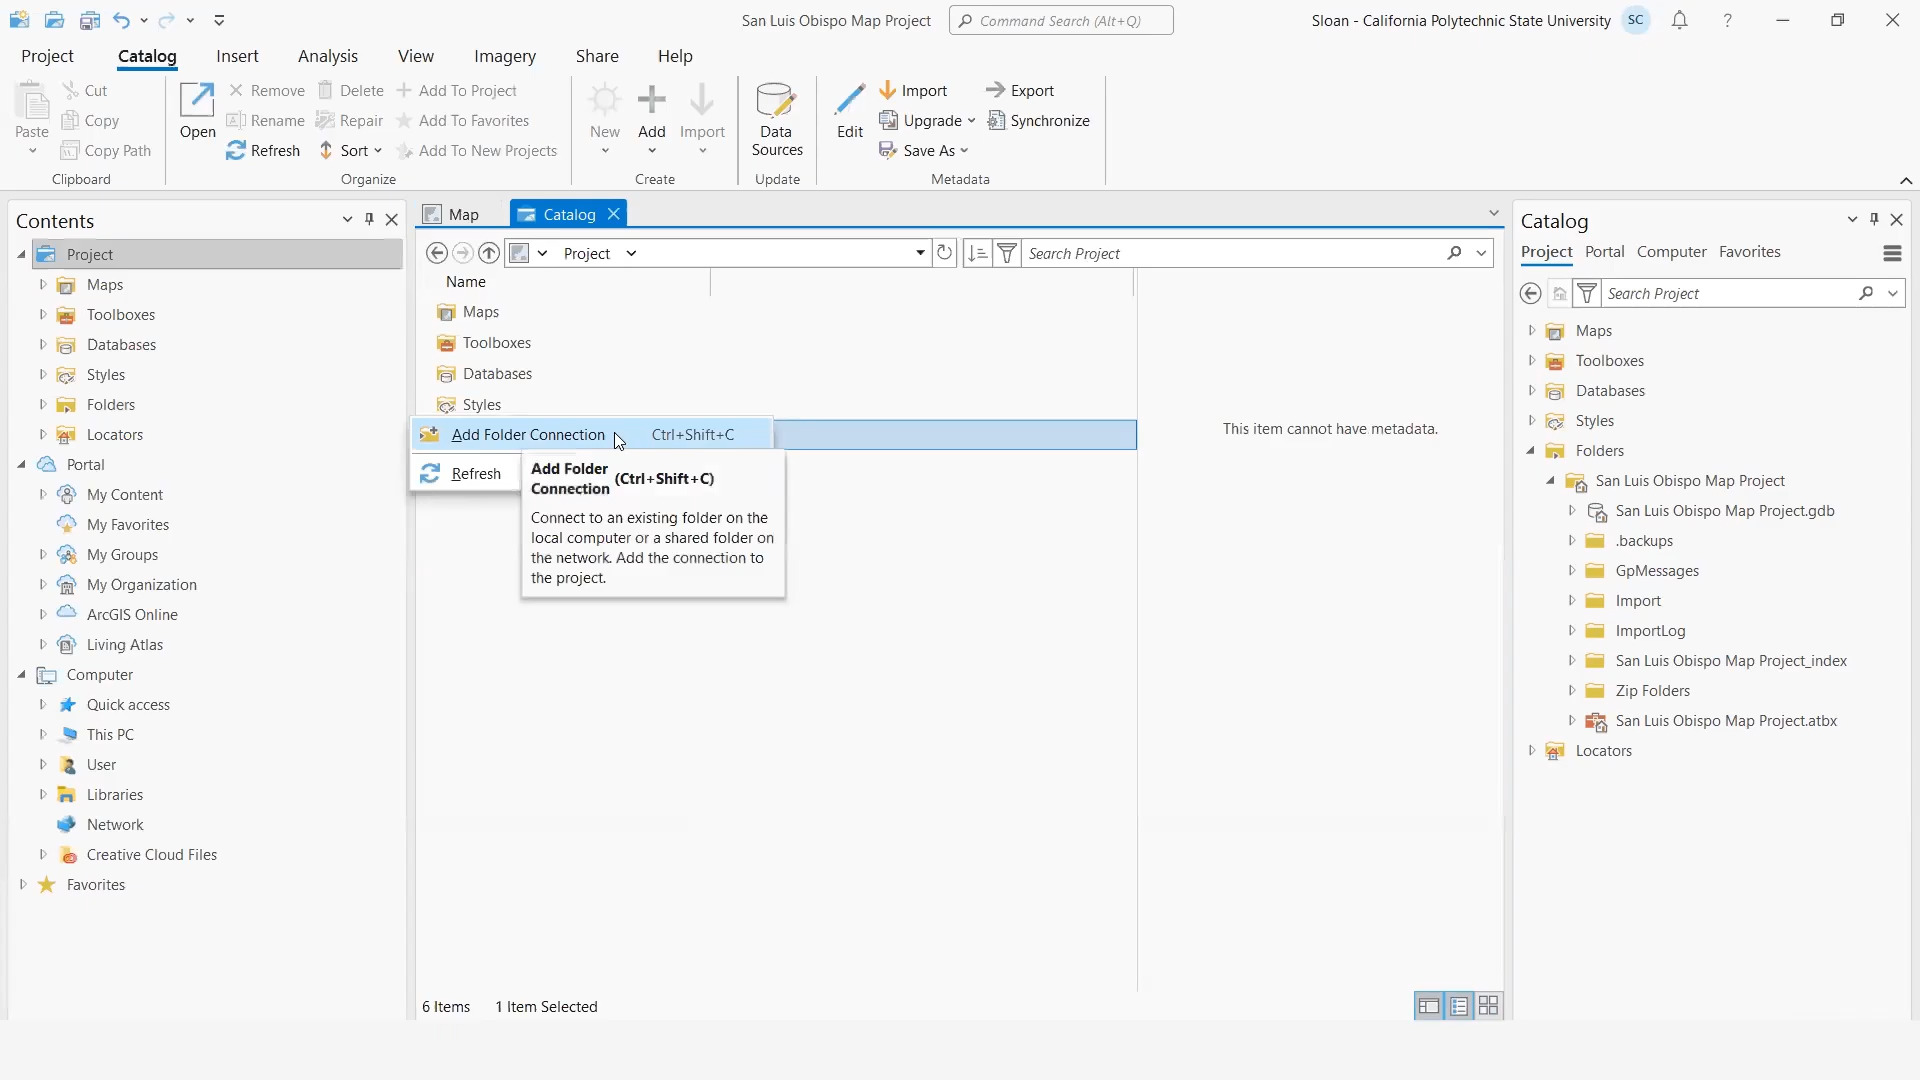 San Luis Obispo Map Project
Command Search (Alt+Q)
Sloan - California Polytechnic State University
SC
?
Project
Catalog
Insert
Analysis
View
Imagery
Share
Help
Paste
Cut
Copy
Copy Path
Clipboard
Open
Remove
Delete
Add To Project
Rename
Repair
Add To Favorites
Refresh
Sort
Add To New Projects
Organize
New
Add
Import
Create
Data
Sources
Update
Edit
Import
Export
Upgrade
Synchronize
Save As
Metadata
Contents
Project
Maps
Toolboxes
Databases
Styles
Folders
Locators
Portal
My Content
My Favorites
My Groups
My Organization
ArcGIS Online
Living Atlas
Computer
Quick access
This PC
User
Libraries
Network
Creative Cloud Files
Favorites
Map
Catalog
Project
Search Project
Name
Maps
Toolboxes
Databases
Styles
Add Folder Connection Ctrl+Shift+C
Refresh
Add Folder
Connection (Ctrl+Shift+C)
Connect to an existing folder on the
local computer or a shared folder on
the network. Add the connection to
the project.
This item cannot have metadata.
6 Items 1 Item Selected
Catalog
Project Portal Computer Favorites
Search Project
Maps
Toolboxes
Databases
Styles
Folders
San Luis Obispo Map Project
San Luis Obispo Map Project.gdb
.backups
GpMessages
Import
ImportLog
San Luis Obispo Map Project_index
Zip Folders
San Luis Obispo Map Project.atbx
Locators